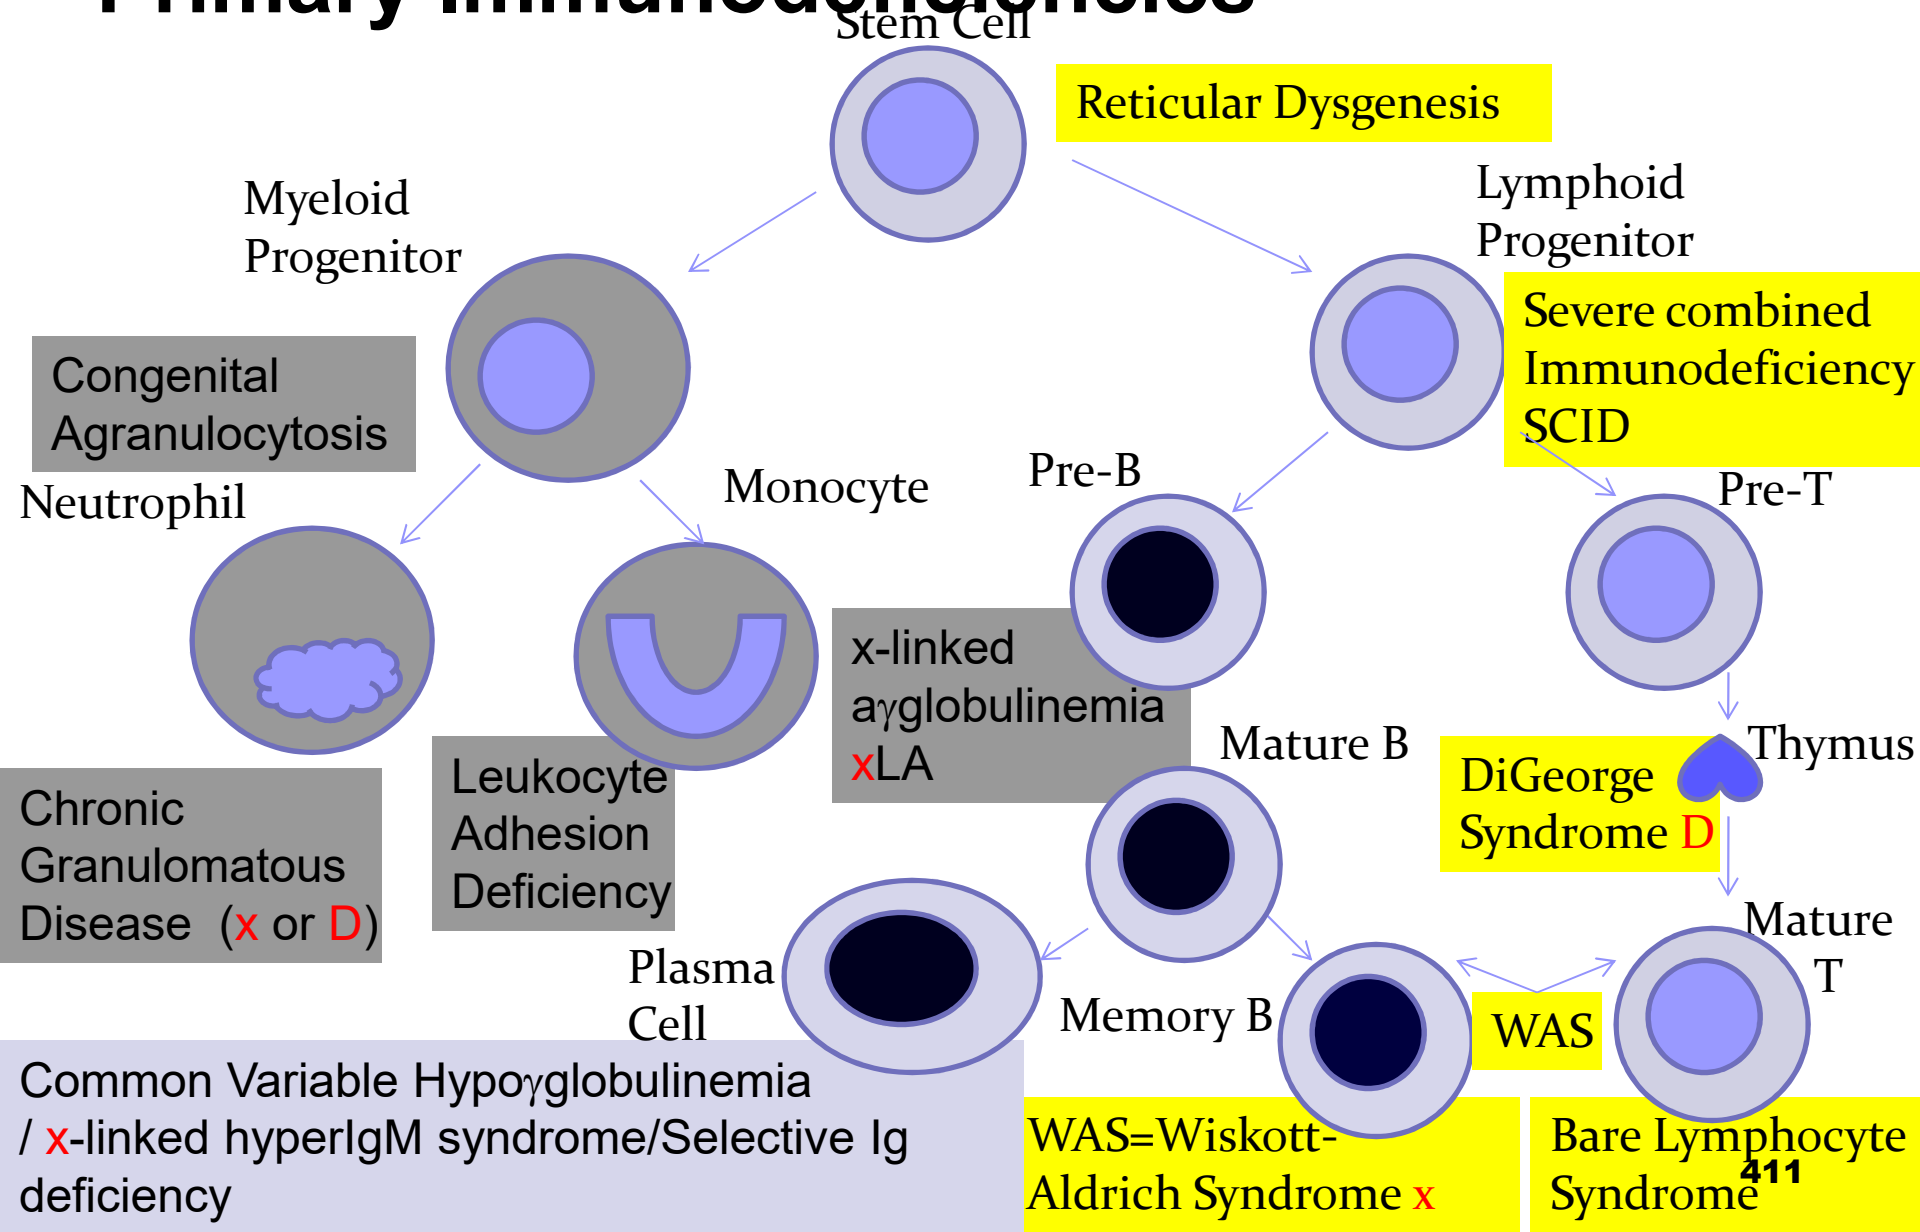 Primary Immunodeficiencies
Stem Cell
Reticular Dysgenesis
Myeloid
Progenitor
Lymphoid
Progenitor
Severe combined
Immunodeficiency
SCID
Congenital
Agranulocytosis
Neutrophil
Monocyte
Pre-B
Pre-T
x-linked
aγglobulinemia
xLA
Mature B
Thymus
DiGeorge
Syndrome D
Leukocyte
Adhesion
Deficiency
Chronic
Granulomatous
Disease (x or D)
Mature
T
Plasma
Cell
Memory B
WAS
Common Variable Hypoγglobulinemia
/ x-linked hyperIgM syndrome/Selective Ig
deficiency
WAS=Wiskott-
Aldrich Syndrome x
Bare Lymphocyte
Syndrome
411